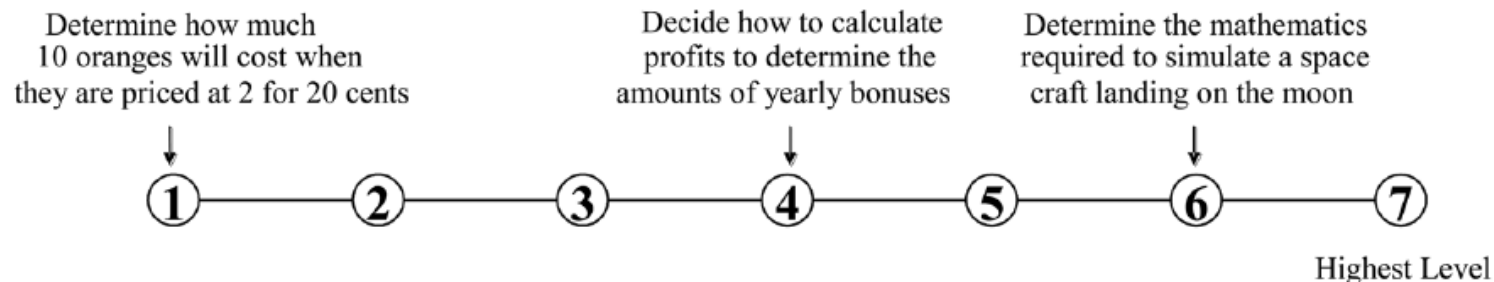 Determine how much
10 oranges will cost when
they are priced at 2 for 20 cents
Decide how to calculate
profits to determine the
amounts of yearly bonuses
Determine the mathematics
required to simulate a space
craft landing on the moon
1 2 3 4 5 6 7
Highest Level